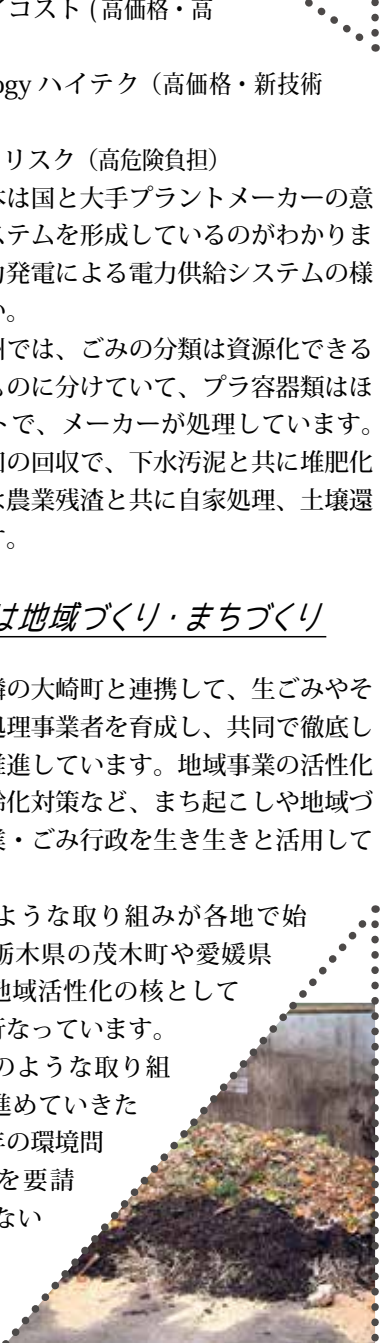 イコスト (高価格・高
ogy ハイテク（高価格・新技術
リスク（高危険負担）
本は国と大手プラントメーカーの意
ステムを形成しているのがわかりま
力発電による電力供給システムの様
い。
州では、ごみの分類は資源化できる
ものに分けていて、プラ容器類はほ
トで、メーカーが処理しています。
回の回収で、下水汚泥と共に堆肥化
は農業残渣と共に自家処理、土壌還
す。
は地域づくり・まちづくり
隣の大崎町と連携して、生ごみやそ
処理事業者を育成し、共同で徹底し
推進しています。地域事業の活性化
齢化対策など、まち起こしや地域づ
業・ごみ行政を生き生きと活用して
ような取り組みが各地で始
栃木県の茂木町や愛媛県
地域活性化の核として
行なっています。
のような取り組
進めていきた
年の環境問
を要請
ない